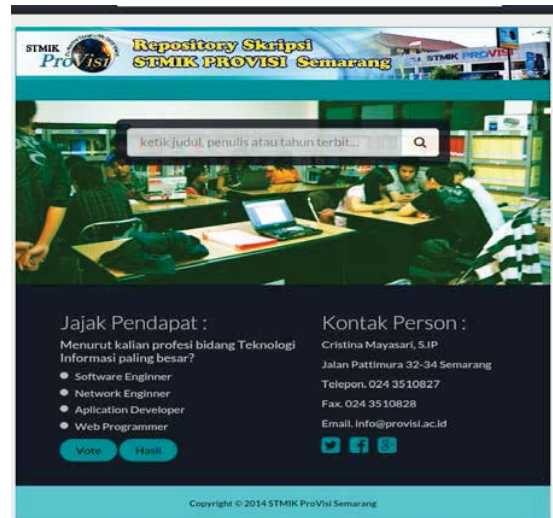 STMIK
ProVisi
Repository Skripsi
STMIK PROVISI Semarang
STMIK PROVISI
ketik judul, penulis atau tahun terbit...
Jajak Pendapat :
Menurut kalian profesi bidang Teknologi
Informasi paling besar?
Software Enginner
Network Enginner
Aplication Developer
Web Programmer
Vote
Hasil
Kontak Person :
Cristina Mayasari, S.IP
Jalan Pattimura 32-34 Semarang
Telepon. 024 3510827
Fax. 024 3510828
Email. info@provisi.ac.id
Copyright © 2014 STMIK ProVisi Semarang